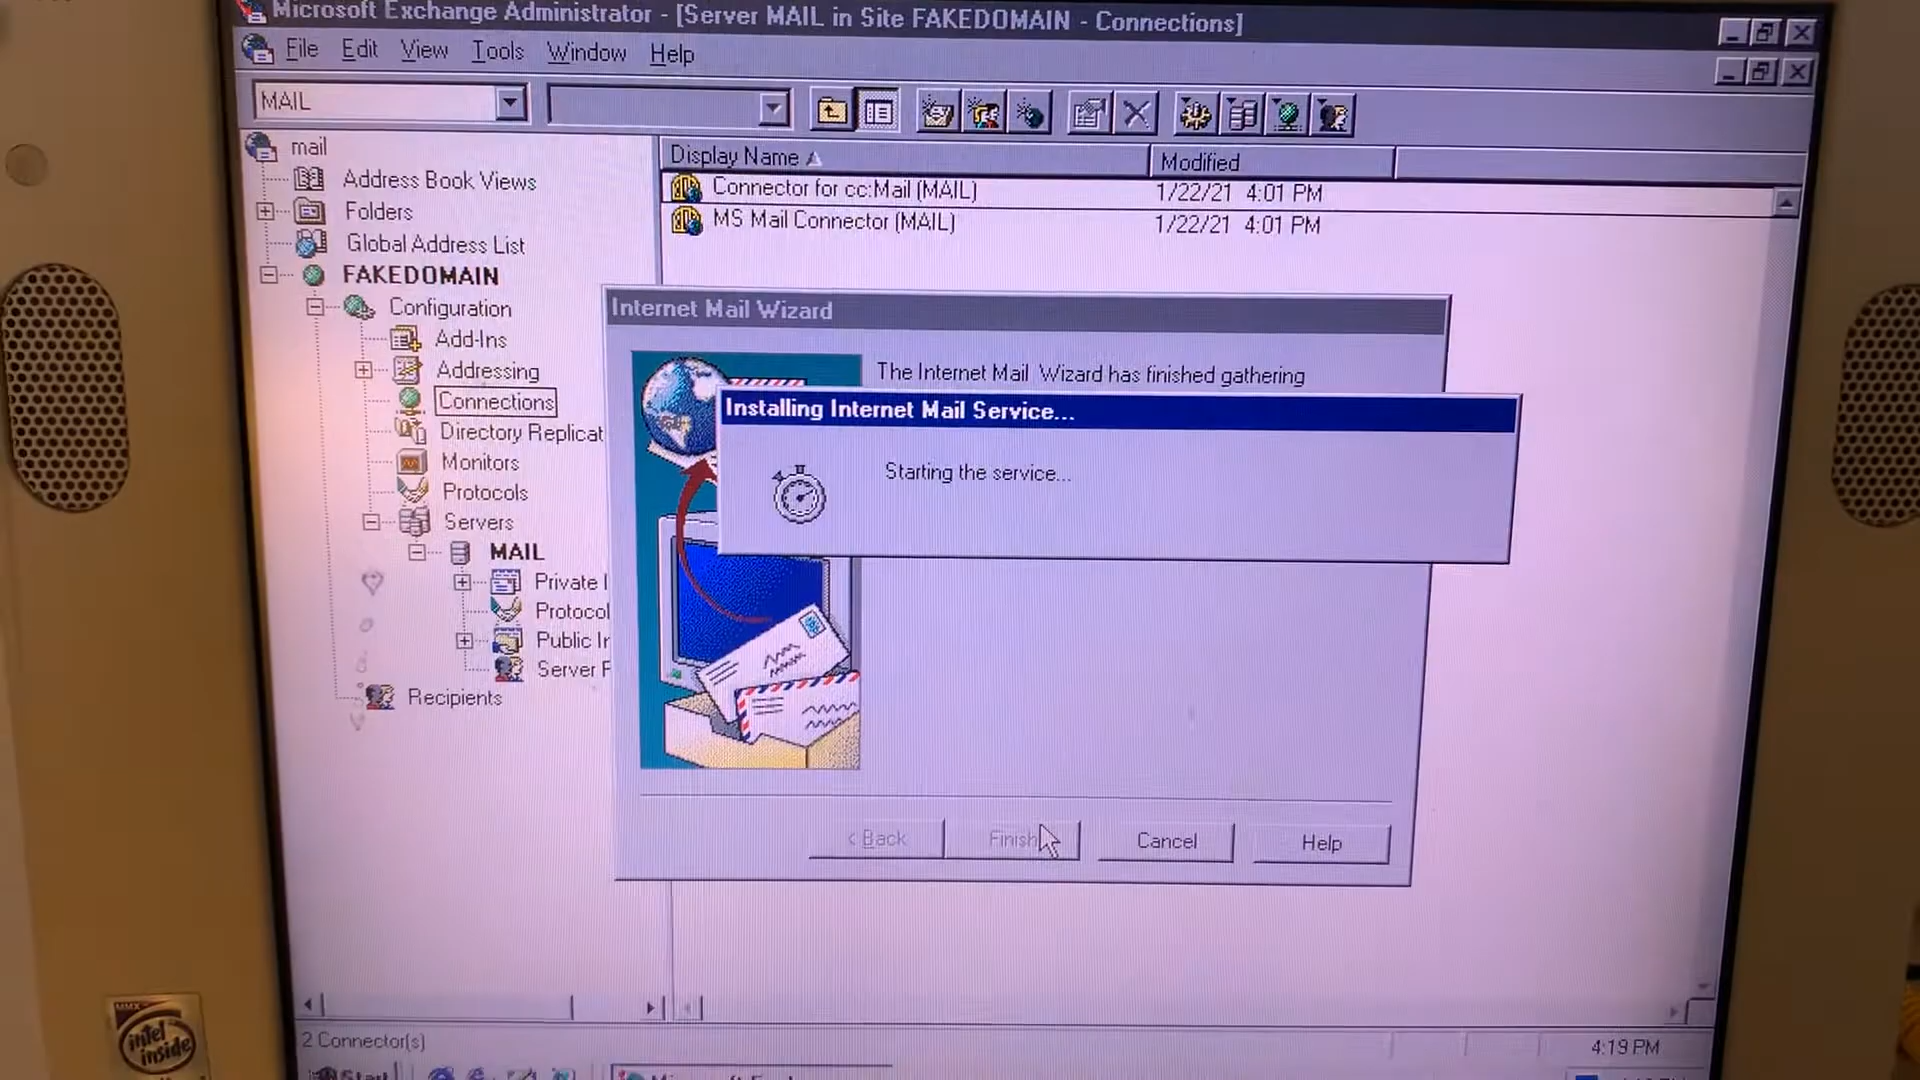 Microsoft Exchange Administrator - [Server MAIL in Site FAKEDOMAIN - Connections]
File Edit View Tools Window Help
MAIL
mail
Address Book Views
Folders
Global Address List
FAKEDOMAIN
Configuration
Add-Ins
Addressing
Connections
Directory Replicat
Monitors
Protocols
Servers
MAIL
Private I
Protocol
Public Ir
Server F
Recipients
Display Name Modified
Connector for cc:Mail (MAIL) 1/22/21 4:01 PM
MS Mail Connector (MAIL) 1/22/21 4:01 PM
Internet Mail Wizard
The Internet Mail Wizard has finished gathering
Installing Internet Mail Service...
Starting the service...
< Back Finish Cancel Help
2 Connector(s)
4:19 PM
Start
MMX
intel
inside